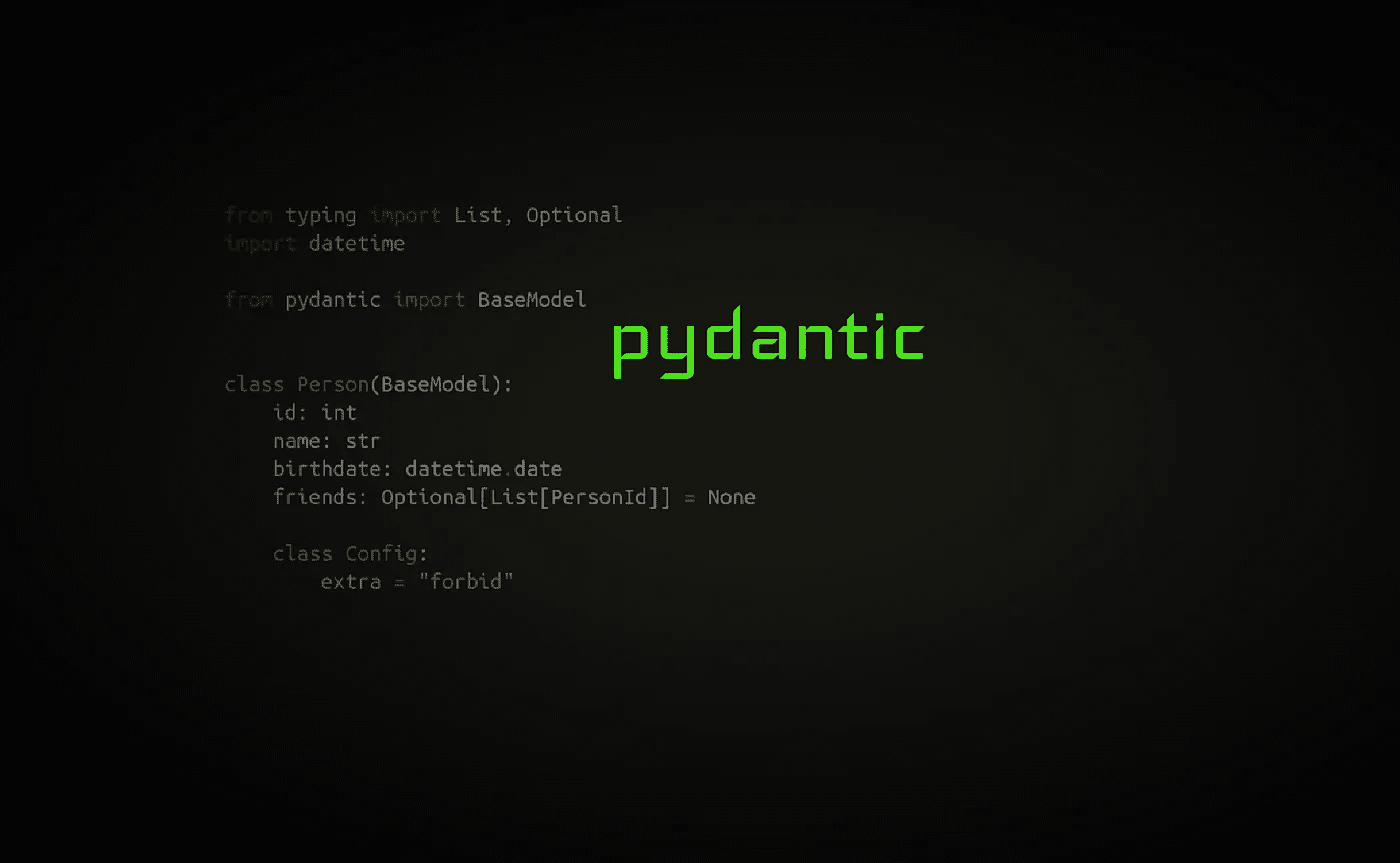 from typing import List, Optional
import datetime
from pydantic import BaseModel
pydantic
class Person(BaseModel):
    id: int
    name: str
    birthdate: datetime.date
    friends: Optional[List[PersonId]] = None
    class Config:
        extra = "forbid"